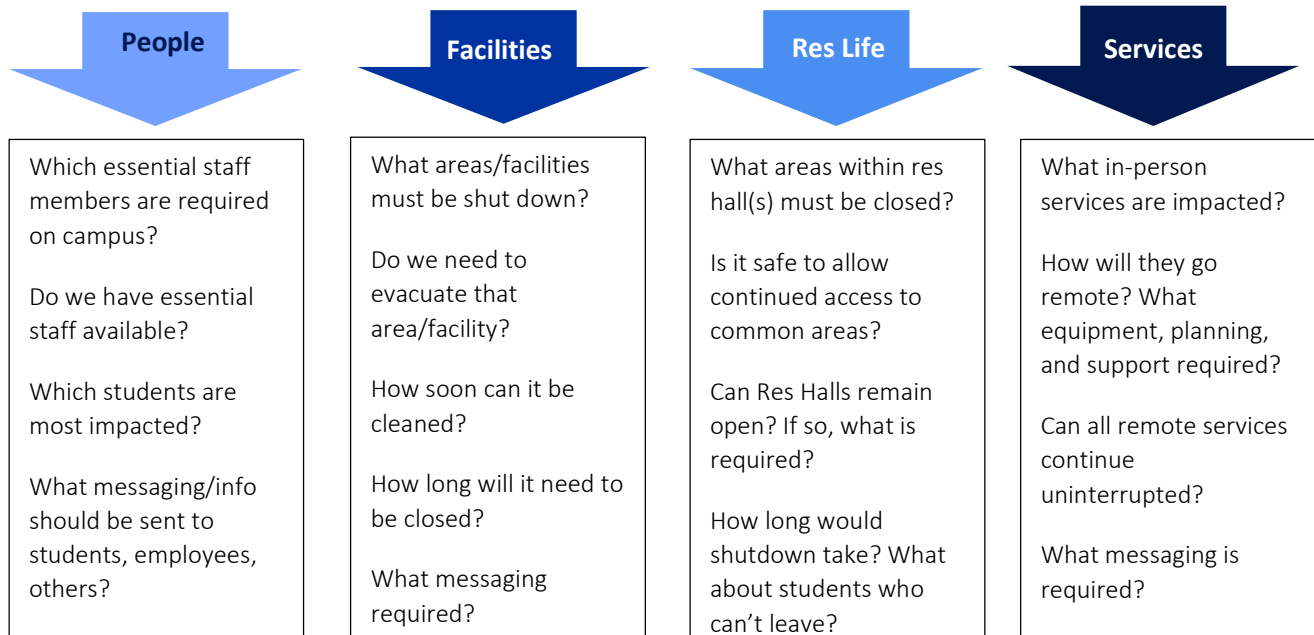 People
Which essential staff
members are required
on campus?
Do we have essential
staff available?
Which students are
most impacted?
What messaging/info
should be sent to
students, employees,
others?
Facilities
What areas/facilities
must be shut down?
Do we need to
evacuate that
area/facility?
How soon can it be
cleaned?
How long will it need to
be closed?
What messaging
required?
Res Life
What areas within res
hall(s) must be closed?
Is it safe to allow
continued access to
common areas?
Can Res Halls remain
open? If so, what is
required?
How long would
shutdown take? What
about students who
can’t leave?
Services
What in-person
services are impacted?
How will they go
remote? What
equipment, planning,
and support required?
Can all remote services
continue
uninterrupted?
What messaging is
required?